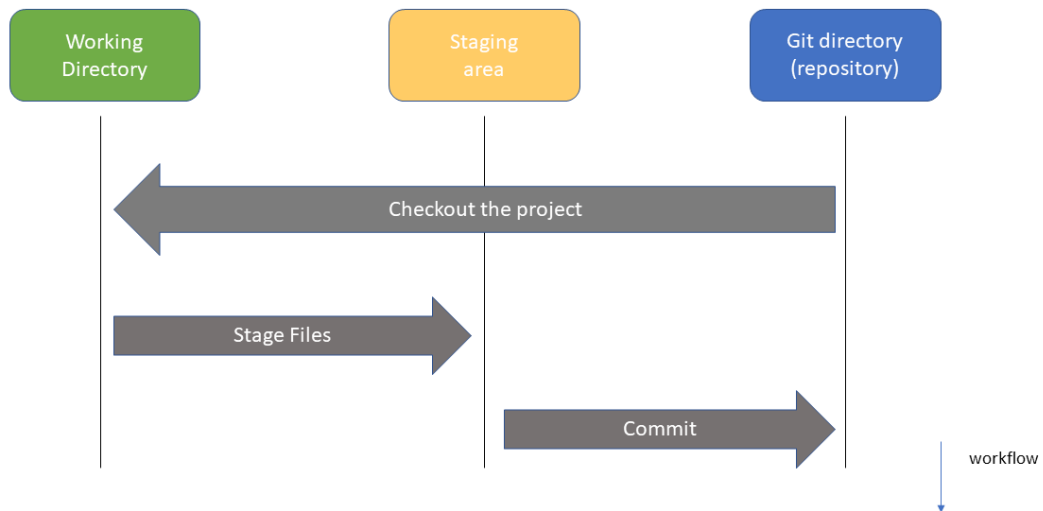 Working
Directory
Staging
area
Git directory
(repository)
Checkout the project
Stage Files
Commit
workflow